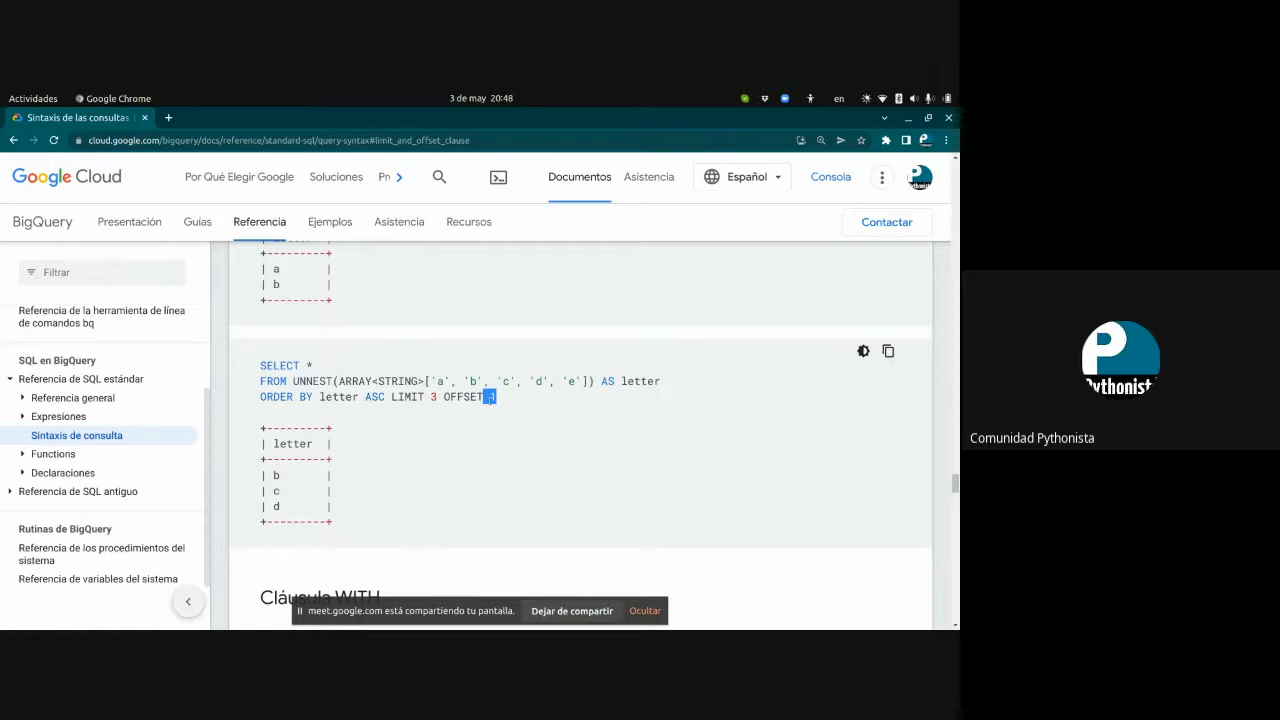 Actividades
Google Chrome
3 de may 20:48
en
Sintaxis de las consultas
cloud.google.com/bigquery/docs/reference/standard-sql/query-syntax#limit_and_offset_clause
Google Cloud
Por Qué Elegir Google
Soluciones
Documentos
Asistencia
Español
Consola
BigQuery
Presentación
Guías
Referencia
Ejemplos
Asistencia
Recursos
Contactar
Filtrar
Referencia de la herramienta de línea
de comandos bq
SQL en BigQuery
Referencia de SQL estándar
Referencia general
Expresiones
Sintaxis de consulta
Functions
Declaraciones
Referencia de SQL antiguo
Rutinas de BigQuery
Referencia de los procedimientos del
sistema
Referencia de variables del sistema
+---------+
| a       |
| b       |
+---------+
SELECT *
FROM UNNEST(ARRAY<STRING>['a', 'b', 'c', 'd', 'e']) AS letter
ORDER BY letter ASC LIMIT 3 OFFSET 1
+---------+
| letter  |
+---------+
| b       |
| c       |
| d       |
+---------+
Cláusula WITH
meet.google.com está compartiendo tu pantalla.
Dejar de compartir
Ocultar
Pythonist
Comunidad Pythonista